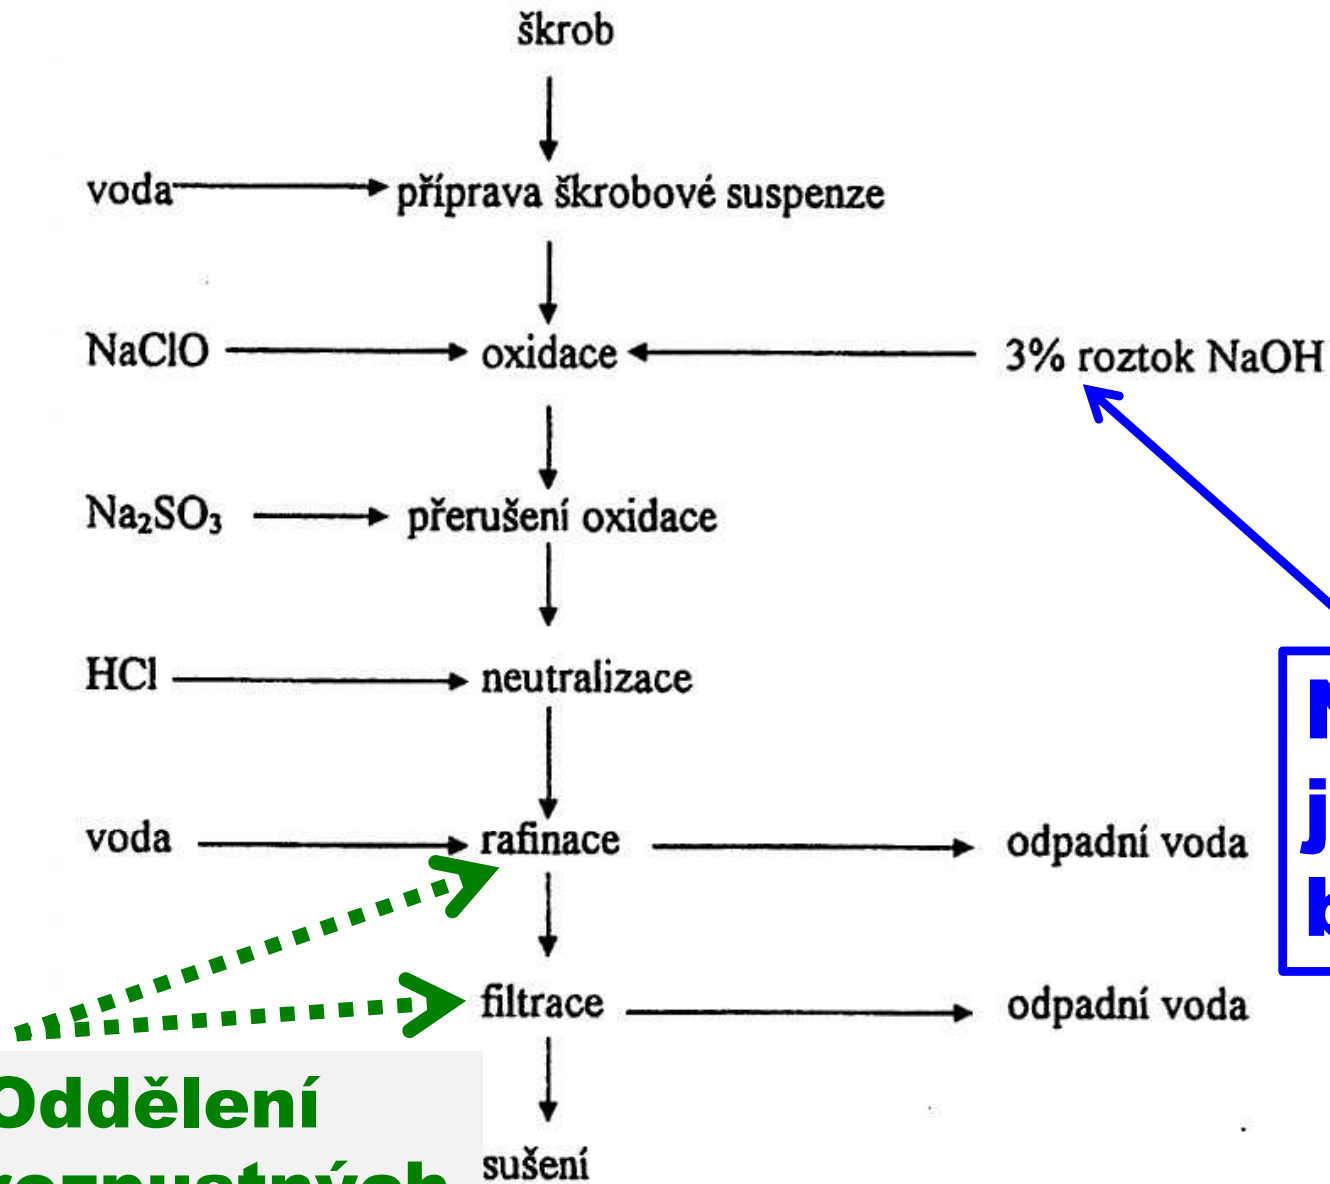 škrob
voda příprava škrobové suspenze
NaClO oxidace 3% roztok NaOH
Na₂SO₃ přerušení oxidace
HCl neutralizace
voda rafinace odpadní voda
filtrace odpadní voda
Oddělení
sušení